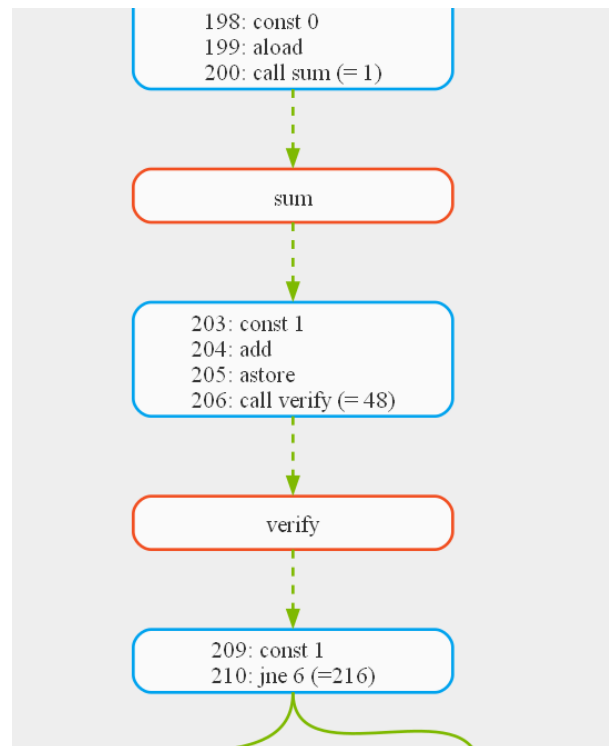 198: const 0
199: aload
200: call sum (= 1)
sum
203: const 1
204: add
205: astore
206: call verify (= 48)
verify
209: const 1
210: jne 6 (=216)